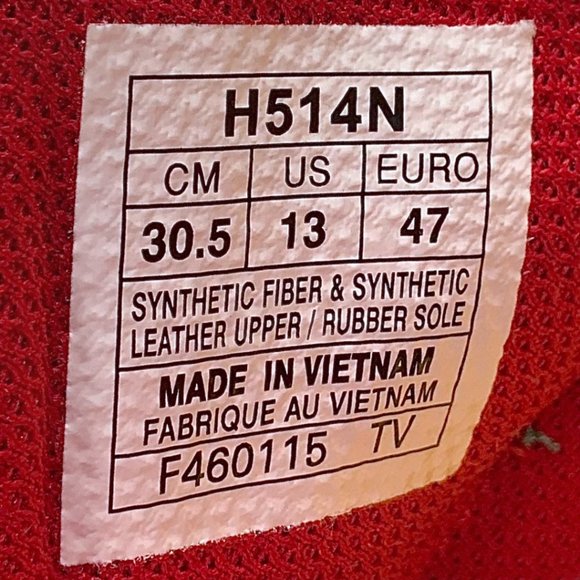 H514N
CM US EURO
30.5 13 47
SYNTHETIC FIBER & SYNTHETIC
LEATHER UPPER / RUBBER SOLE
MADE IN VIETNAM
FABRIQUE AU VIETNAM
F460115 TV